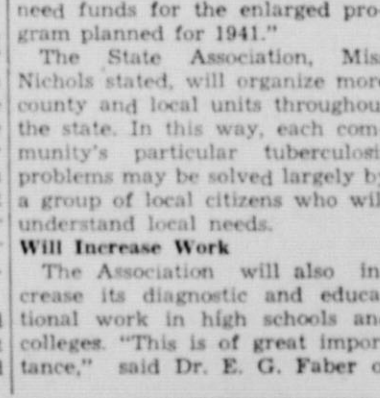 need funds for the enlarged pro-
gram planned for 1941."
The State Association, Mis
Nichols stated, will organize mor
county and local units throughou
the state. In this way, each com
munity's particular tuberculosi
problems may be solved largely b
a group of local citizens who wil
understand local needs.
Will Increase Work
The Association will also in
crease its diagnostic and educa
tional work in high schools an
colleges. "This is of great impor
tance," said Dr. E. G. Faber o